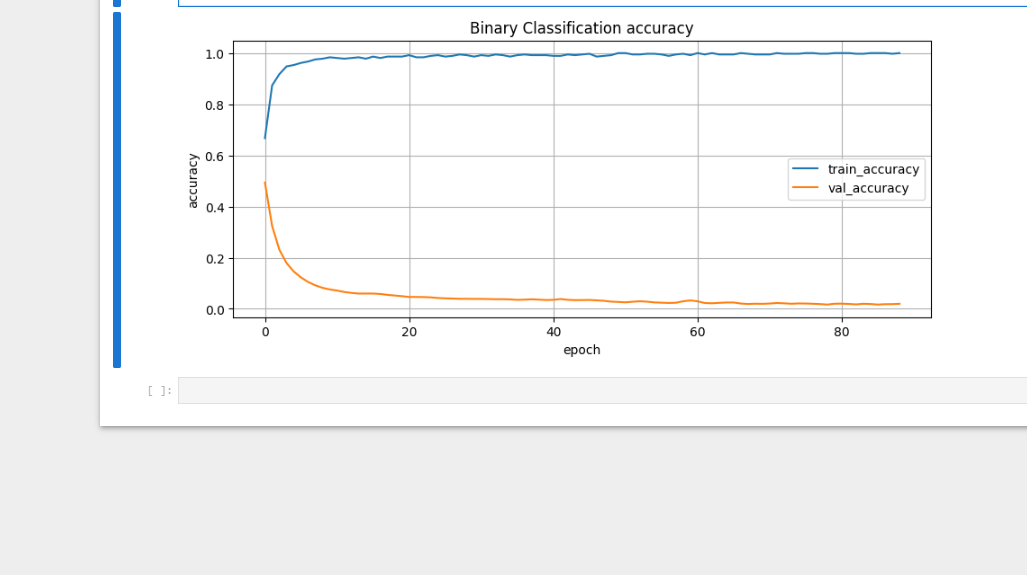 Binary Classification accuracy
1.0
0.8
0.6
0.4
0.2
0.0
accuracy
train_accuracy
val_accuracy
0 20 40 60 80
epoch
[ ]: